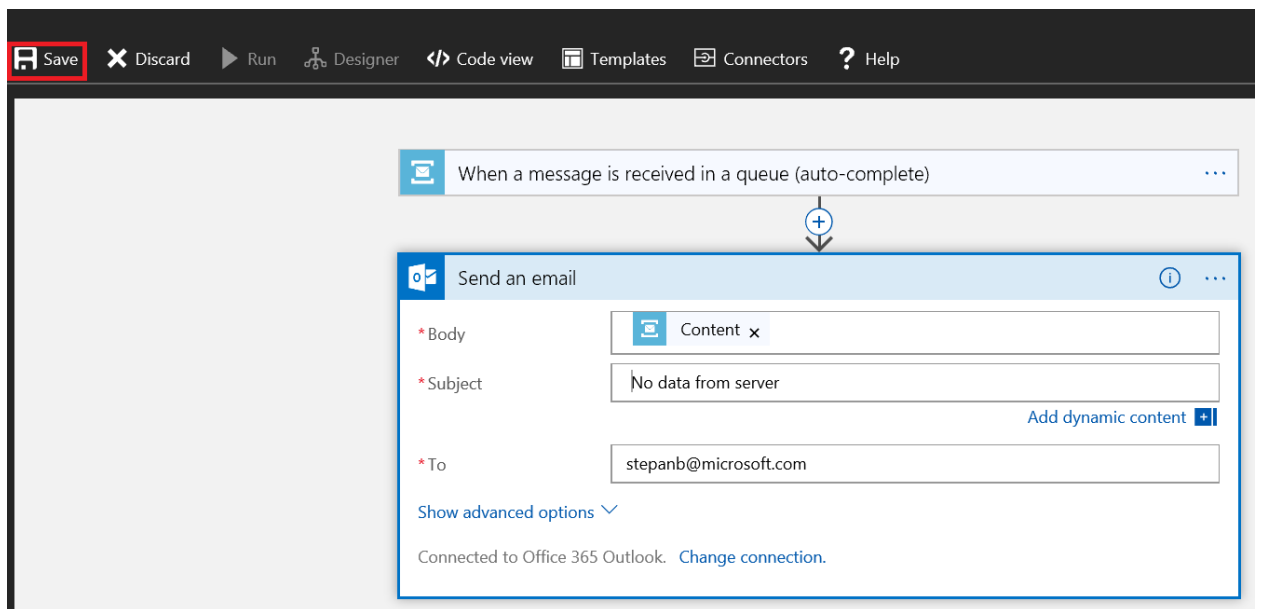 Save Discard Run Designer Code view Templates Connectors ? Help
When a message is received in a queue (auto-complete) ...
Send an email ...
*Body Content ×
*Subject No data from server
Add dynamic content
*To stepanb@microsoft.com
Show advanced options
Connected to Office 365 Outlook. Change connection.